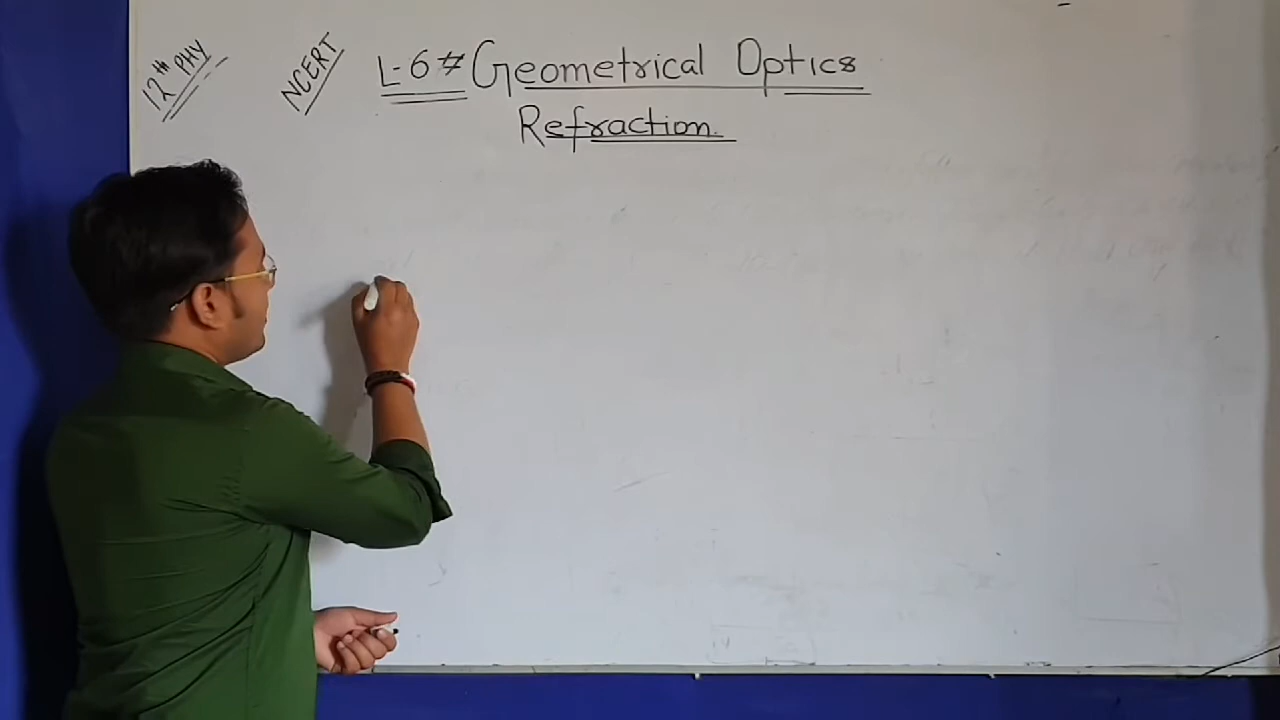 12th PHY
NCERT
L-6 # Geometrical Optics
Refraction.